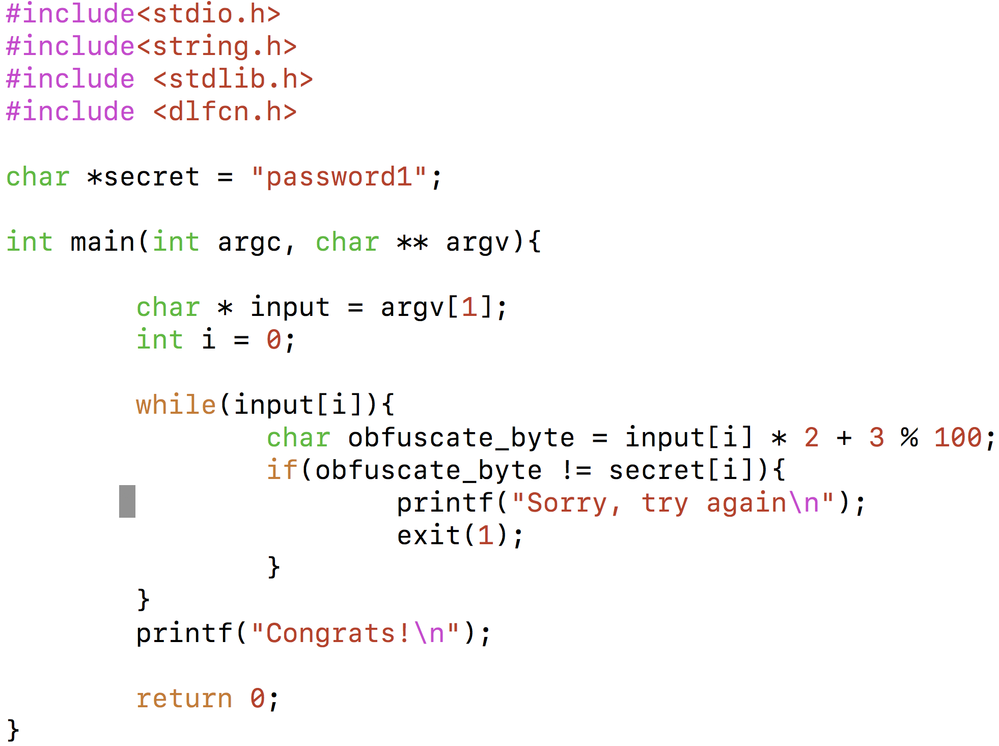 #include<stdio.h>
#include<string.h>
#include <stdlib.h>
#include <dlfcn.h>
char *secret = "password1";
int main(int argc, char ** argv){
char * input = argv[1];
int i = 0;
while(input[i]){
char obfuscate_byte = input[i] * 2 + 3 % 100;
if(obfuscate_byte != secret[i]){
printf("Sorry, try again\n");
exit(1);
}
}
printf("Congrats!\n");
return 0;
}